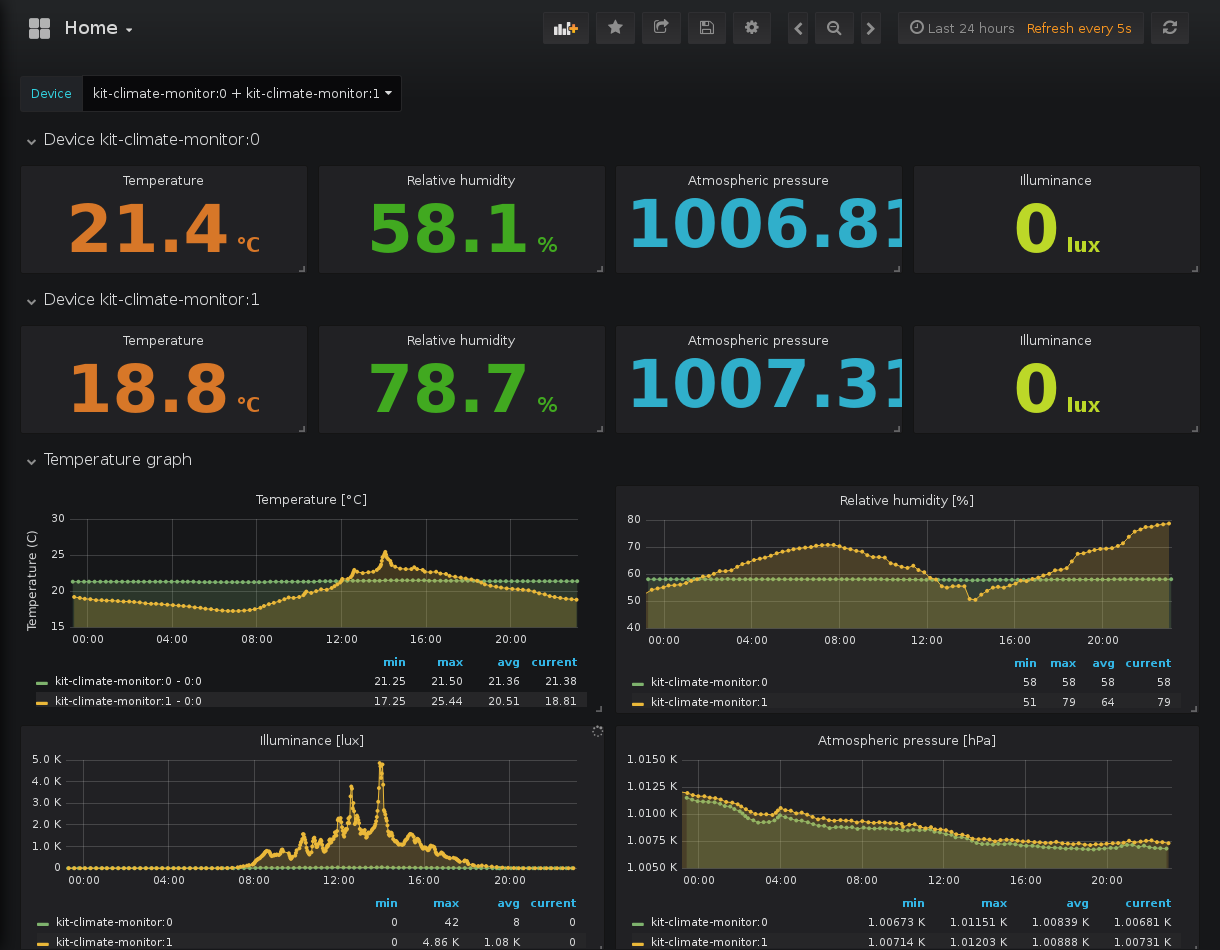 Home
Last 24 hours Refresh every 5s
Device kit-climate-monitor:0 + kit-climate-monitor:1
Device kit-climate-monitor:0
Temperature Relative humidity Atmospheric pressure Illuminance
21.4 °C 58.1 % 1006.81 0 lux
Device kit-climate-monitor:1
Temperature Relative humidity Atmospheric pressure Illuminance
18.8 °C 78.7 % 1007.31 0 lux
Temperature graph
Temperature [°C]
Temperature (C)
30
25
20
15
00:00 04:00 08:00 12:00 16:00 20:00
min max avg current
kit-climate-monitor:0 - 0:0 21.25 21.50 21.36 21.38
kit-climate-monitor:1 - 0:0 17.25 25.44 20.51 18.81
Relative humidity [%]
80
70
60
50
40
00:00 04:00 08:00 12:00 16:00 20:00
min max avg current
kit-climate-monitor:0 58 58 58 58
kit-climate-monitor:1 51 79 64 79
Illuminance [lux]
5.0 K
4.0 K
3.0 K
2.0 K
1.0 K
0
00:00 04:00 08:00 12:00 16:00 20:00
min max avg current
kit-climate-monitor:0 0 42 8 0
kit-climate-monitor:1 0 4.86 K 1.08 K 0
Atmospheric pressure [hPa]
1.0150 K
1.0125 K
1.0100 K
1.0075 K
1.0050 K
00:00 04:00 08:00 12:00 16:00 20:00
min max avg current
kit-climate-monitor:0 1.00673 K 1.01151 K 1.00839 K 1.00681 K
kit-climate-monitor:1 1.00714 K 1.01203 K 1.00888 K 1.00731 K